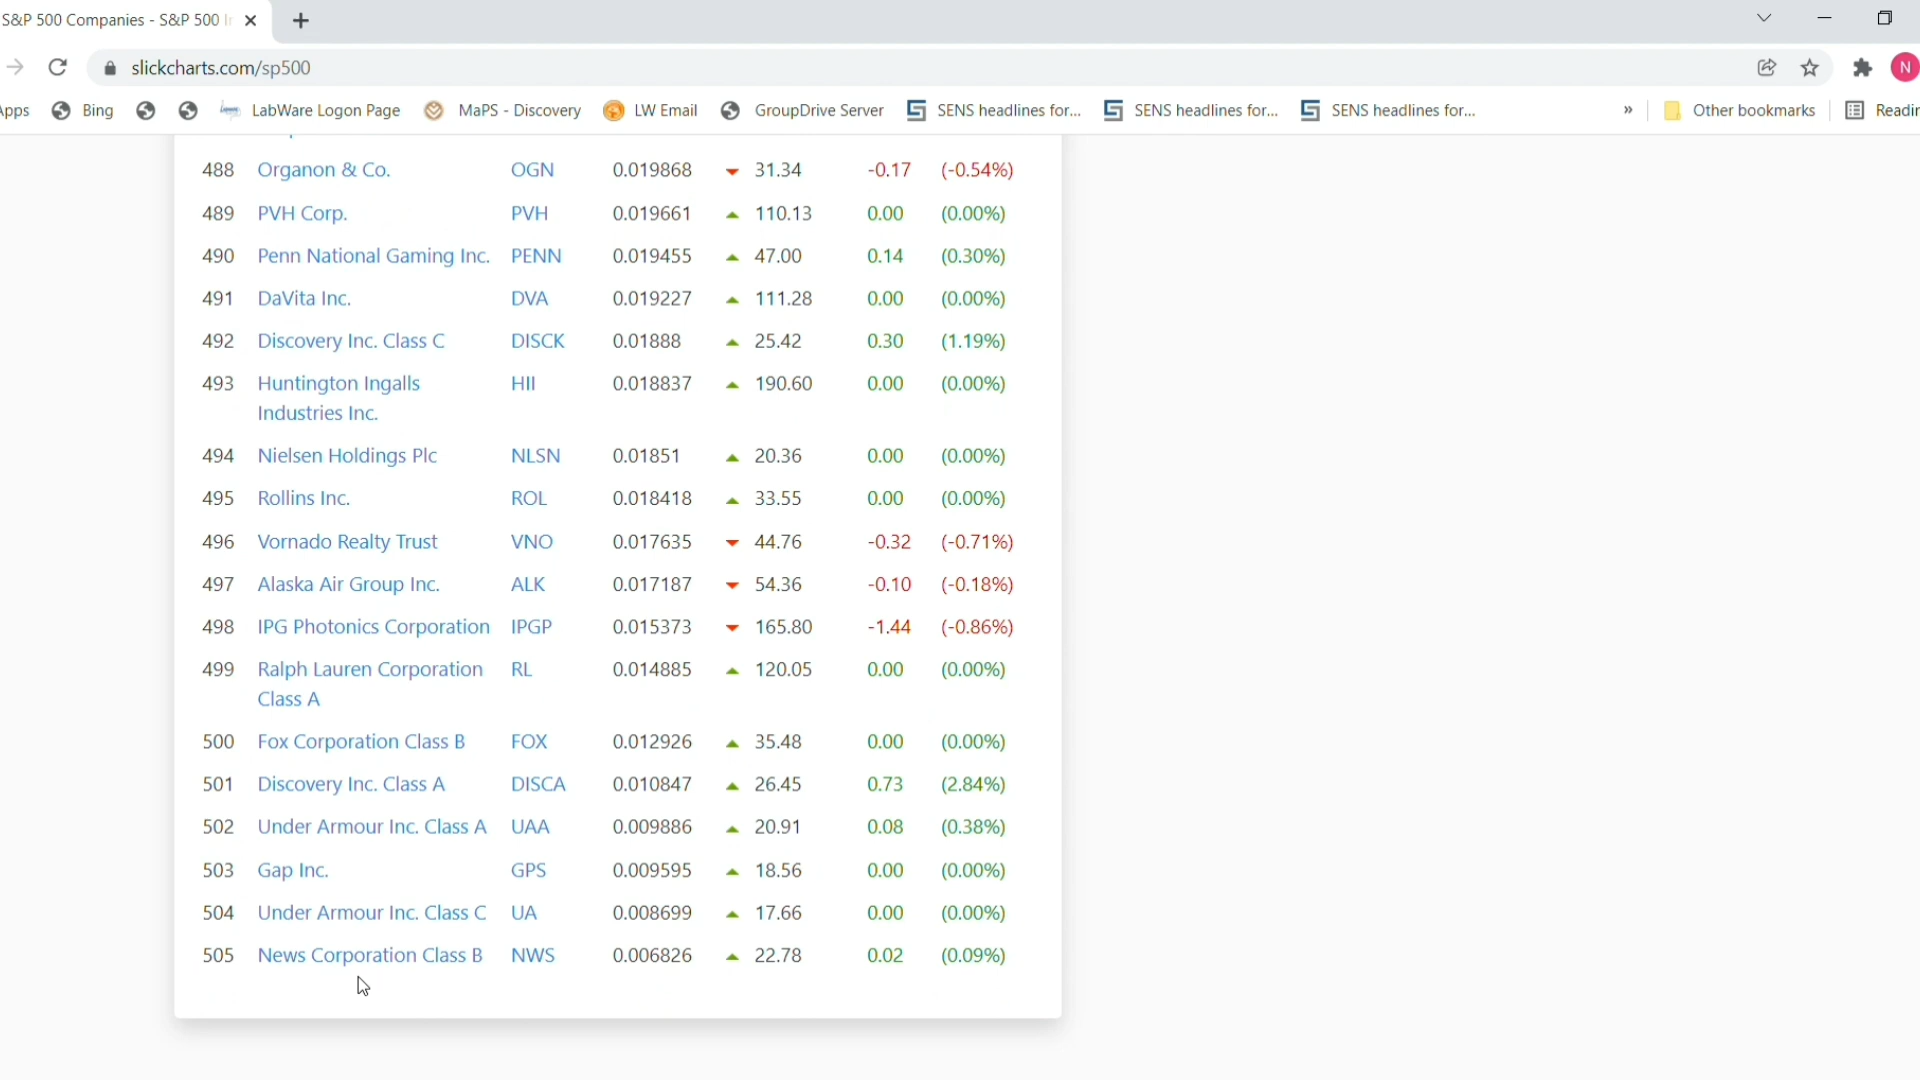 S&P 500 Companies - S&P 500
slickcharts.com/sp500
N
Bing
LabWare Logon Page
MaPS - Discovery
LW Email
GroupDrive Server
SENS headlines for...
SENS headlines for...
SENS headlines for...
»
Other bookmarks
488 Organon & Co. OGN 0.019868 31.34 -0.17 (-0.54%)
489 PVH Corp. PVH 0.019661 110.13 0.00 (0.00%)
490 Penn National Gaming Inc. PENN 0.019455 47.00 0.14 (0.30%)
491 DaVita Inc. DVA 0.019227 111.28 0.00 (0.00%)
492 Discovery Inc. Class C DISCK 0.01888 25.42 0.30 (1.19%)
493 Huntington Ingalls HII 0.018837 190.60 0.00 (0.00%)
Industries Inc.
494 Nielsen Holdings Plc NLSN 0.01851 20.36 0.00 (0.00%)
495 Rollins Inc. ROL 0.018418 33.55 0.00 (0.00%)
496 Vornado Realty Trust VNO 0.017635 44.76 -0.32 (-0.71%)
497 Alaska Air Group Inc. ALK 0.017187 54.36 -0.10 (-0.18%)
498 IPG Photonics Corporation IPGP 0.015373 165.80 -1.44 (-0.86%)
499 Ralph Lauren Corporation RL 0.014885 120.05 0.00 (0.00%)
Class A
500 Fox Corporation Class B FOX 0.012926 35.48 0.00 (0.00%)
501 Discovery Inc. Class A DISCA 0.010847 26.45 0.73 (2.84%)
502 Under Armour Inc. Class A UAA 0.009886 20.91 0.08 (0.38%)
503 Gap Inc. GPS 0.009595 18.56 0.00 (0.00%)
504 Under Armour Inc. Class C UA 0.008699 17.66 0.00 (0.00%)
505 News Corporation Class B NWS 0.006826 22.78 0.02 (0.09%)